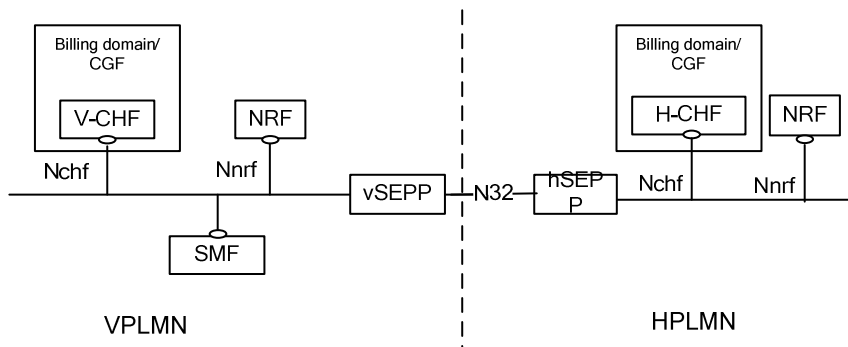 Billing domain/
CGF
V-CHF
NRF
Nchf
Nnrf
vSEPP
SMF
VPLMN
N32
Billing domain/
CGF
H-CHF
NRF
hSEP
P
Nchf
Nnrf
HPLMN